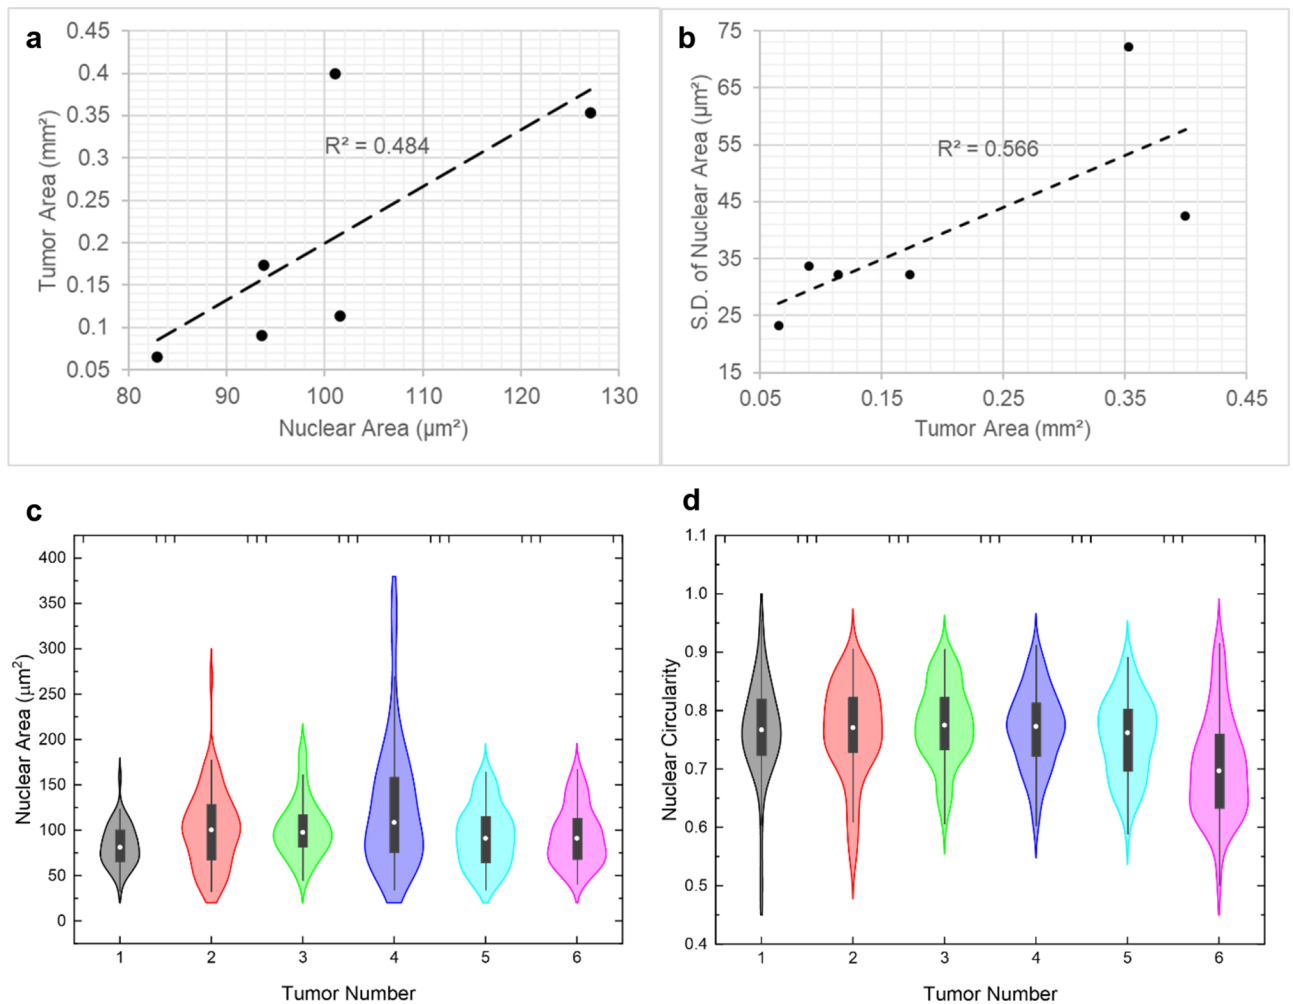 a
0.45
0.4
0.35
0.3
0.25
0.2
0.15
0.1
0.05
Tumor Area (mm²)
R² = 0.484
80 90 100 110 120 130
Nuclear Area (µm²)
b
75
65
55
45
35
25
15
S.D. of Nuclear Area (µm²)
R² = 0.566
0.05 0.15 0.25 0.35 0.45
Tumor Area (mm²)
c
400
350
300
250
200
150
100
50
0
Nuclear Area (µm²)
1 2 3 4 5 6
Tumor Number
d
1.1
1.0
0.9
0.8
0.7
0.6
0.5
0.4
Nuclear Circularity
1 2 3 4 5 6
Tumor Number